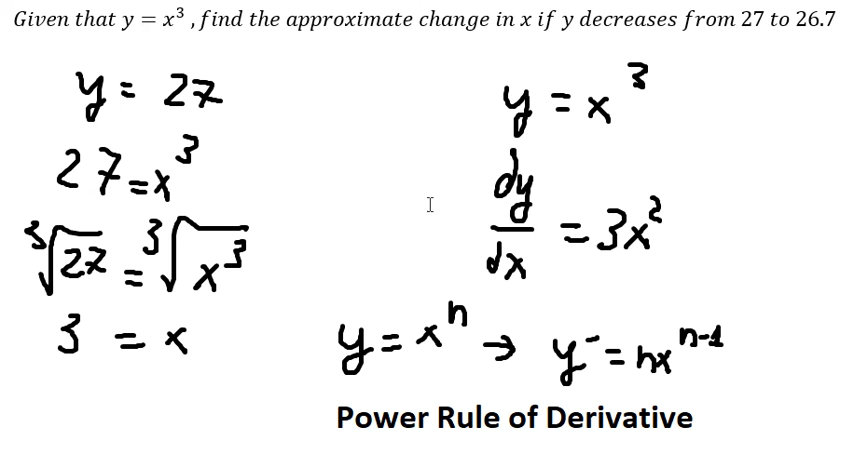 Given that y = x³ , find the approximate change in x if y decreases from 27 to 26.7
y = 27
27 = x³
∛27 = ∛x³
3 = x
y = x³
dy/dx = 3x²
y = xⁿ → y' = nxⁿ⁻¹
Power Rule of Derivative